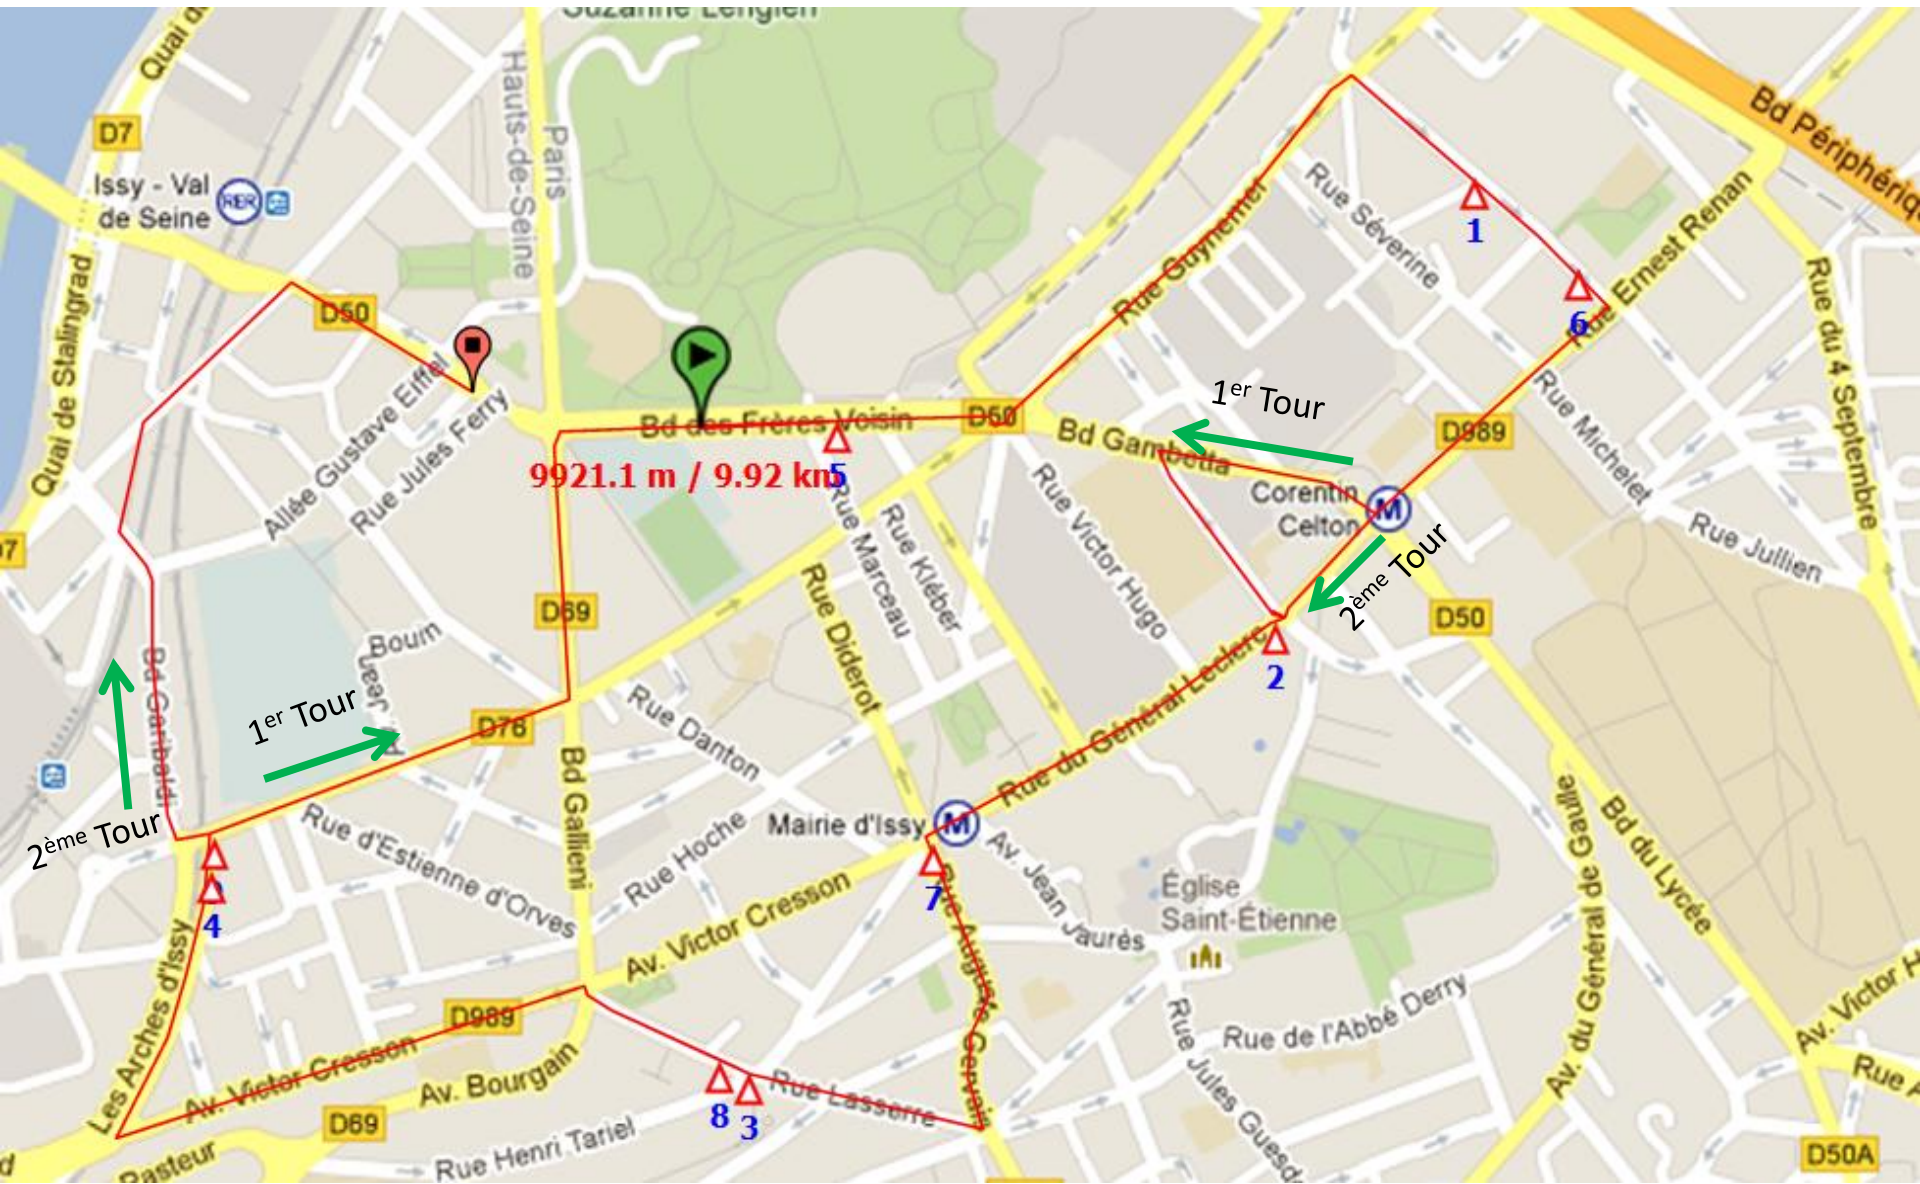 Suzanne Lenglen
Quai d
Bd Périphériq
Hauts-de-Seine
Paris
D7
Issy - Val
de Seine
RER
Rue Séverine
1
Rue Ernest Renan
Rue Guynemer
Quai de Stalingrad
D50
6
Rue du 4 Septembre
Allée Gustave Eiffel
Rue Jules Ferry
Bd des Frères Voisin
D50
1er Tour
Bd Gambetta
D989
Rue Michelet
9921.1 m / 9.92 km
5
Corentin
Celton
M
Rue Marceau
Rue Kléber
Rue Victor Hugo
Rue Jullien
07
2ème Tour
D69
Rue Diderot
D50
Boum
Jean
2
Bd Garibaldi
1er Tour
D76
Rue Danton
Rue du Général Leclerc
Bd Gallieni
2ème Tour
Rue d'Estienne d'Orves
Rue Hoche
Mairie d'Issy
M
Av. Jean Jaurès
Av. du Général de Gaulle
Bd du Lycée
4
7
Église
Saint-Étienne
Les Arches d'Issy
Av. Victor Cresson
Rue Auguste Gervais
D989
Av. Victor Cresson
Av. Bourgain
Rue de l'Abbé Derry
Av. Victor H
Rue Jules Guesd
8
3
Rue Lasserre
Rue A
D69
Rue Henri Tariel
Pasteur
d
D50A